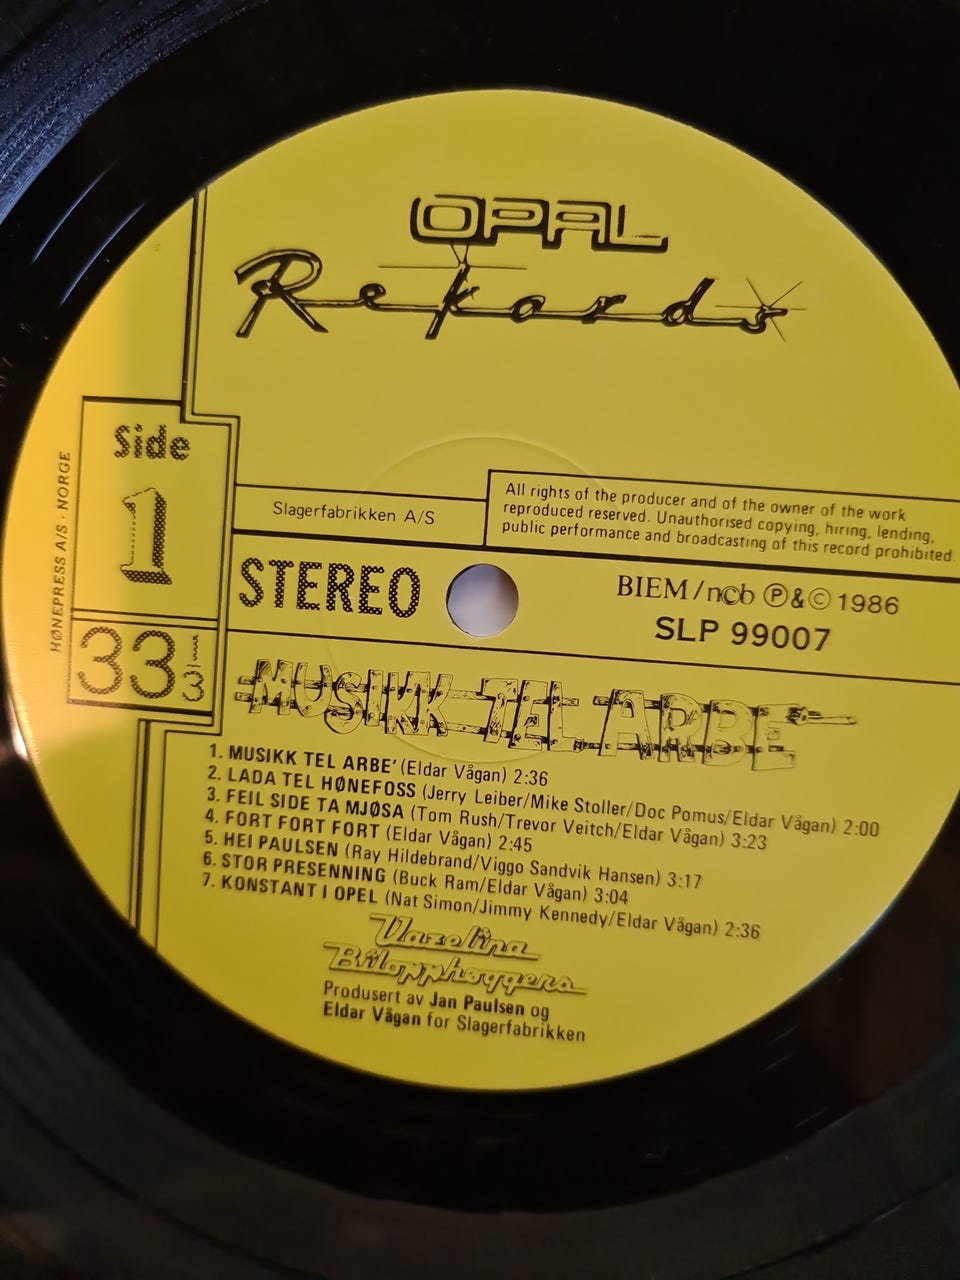 OPAL
Rekords
Side
1
HØNEPRESS A/S · NORGE
33 1/3
Slagerfabrikken A/S
All rights of the producer and of the owner of the work
reproduced reserved. Unauthorised copying, hiring, lending,
public performance and broadcasting of this record prohibited.
STEREO
BIEM/ncb Ⓟ&© 1986
SLP 99007
MUSIKK TEL ARBE
1. MUSIKK TEL ARBE' (Eldar Vågan) 2:36
2. LADA TEL HØNEFOSS (Jerry Leiber/Mike Stoller/Doc Pomus/Eldar Vågan) 2:00
3. FEIL SIDE TA MJØSA (Tom Rush/Trevor Veitch/Eldar Vågan) 3:23
4. FORT FORT FORT (Eldar Vågan) 2:45
5. HEI PAULSEN (Ray Hildebrand/Viggo Sandvik Hansen) 3:17
6. STOR PRESENNING (Buck Ram/Eldar Vågan) 3:04
7. KONSTANT I OPEL (Nat Simon/Jimmy Kennedy/Eldar Vågan) 2:36
Vazelina
Bilopphøggers
Produsert av Jan Paulsen og
Eldar Vågan for Slagerfabrikken